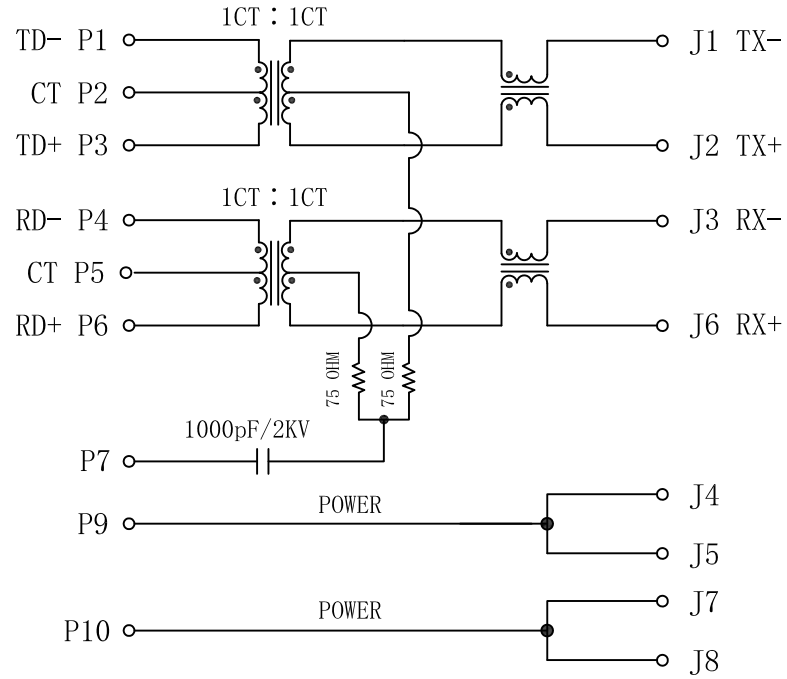 1CT：1CT
TD- P1
J1 TX-
CT P2
TD+ P3
J2 TX+
1CT：1CT
RD- P4
J3 RX-
CT P5
RD+ P6
J6 RX+
75 OHM
75 OHM
1000pF/2KV
P7
POWER
J4
P9
J5
POWER
J7
P10
J8